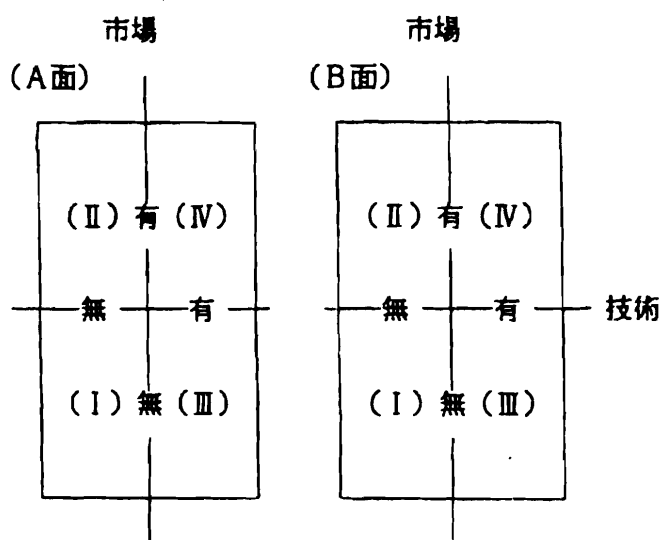 市場 市場
(A面) (B面)
(Ⅱ) 有 (Ⅳ) (Ⅱ) 有 (Ⅳ)
無 有 無 有 技術
(Ⅰ) 無 (Ⅲ) (Ⅰ) 無 (Ⅲ)